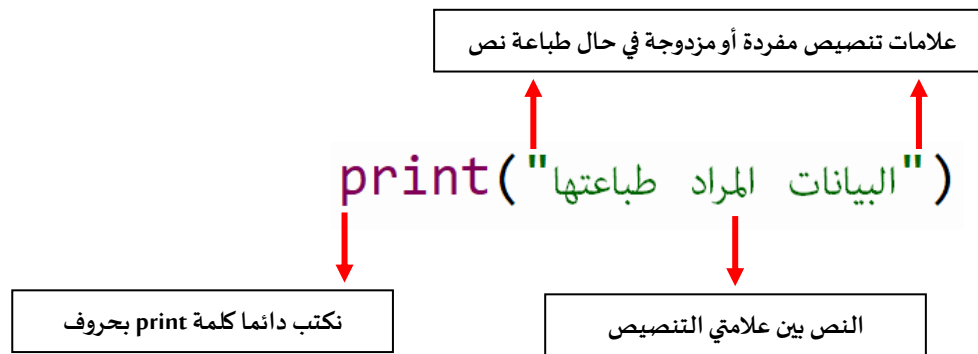 علامات تنصيص مفردة أو مزدوجة في حال طباعة نص
print("البيانات المراد طباعتها")
نكتب دائما كلمة print بحروف
النص بين علامتي التنصيص